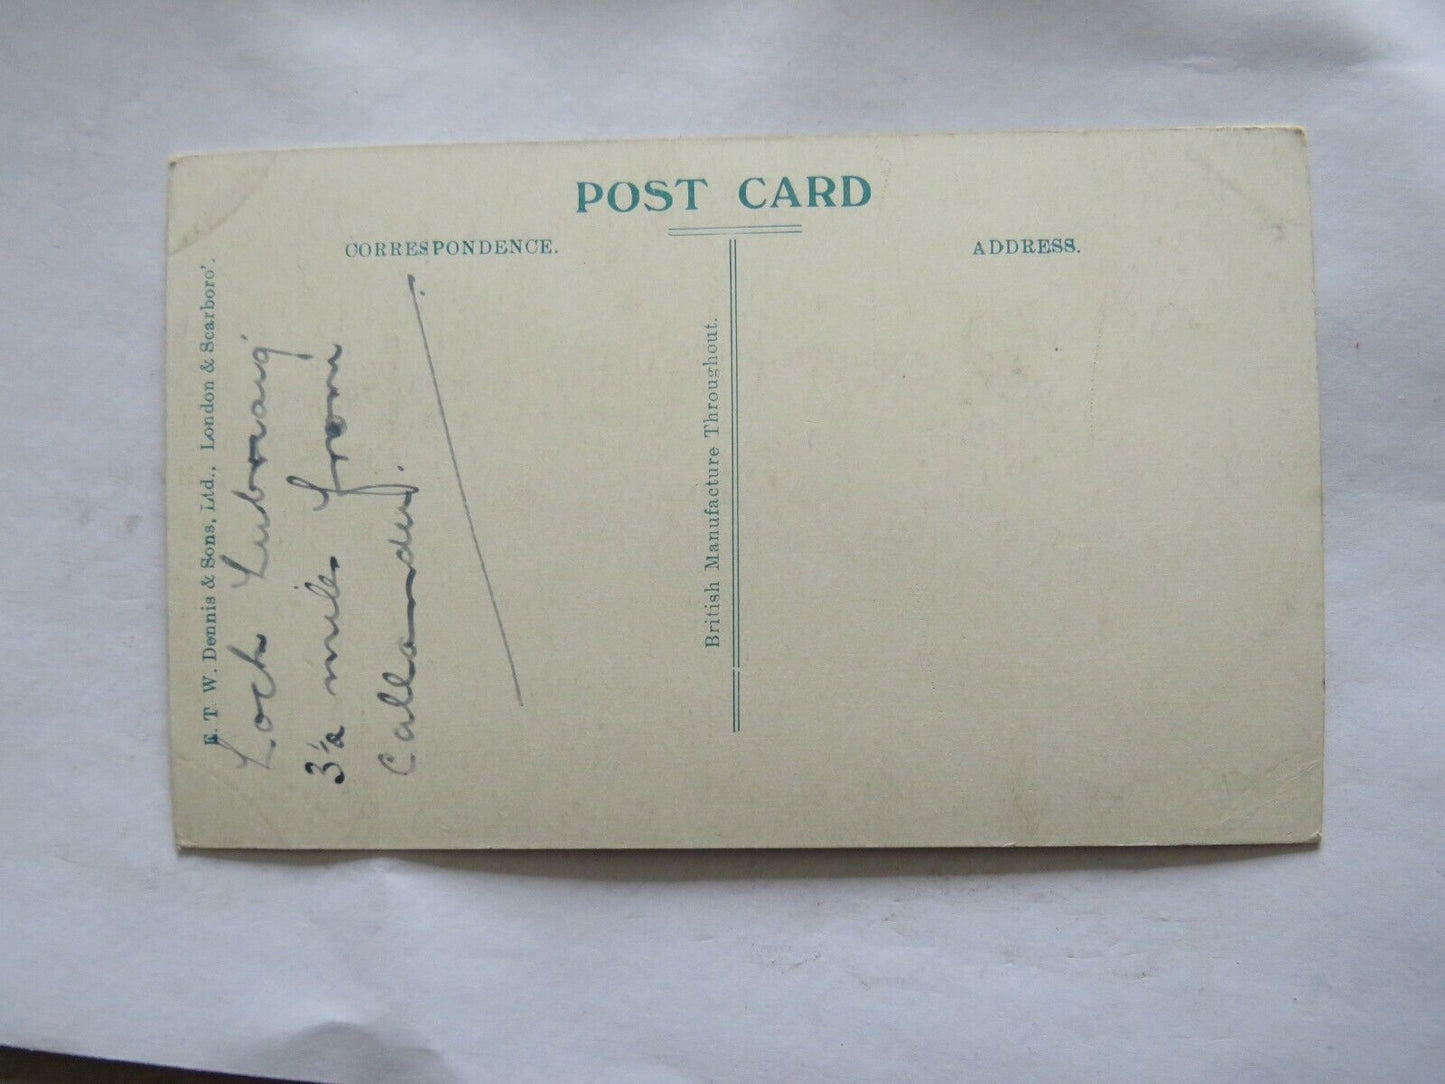 POST CARD
CORRESPONDENCE.
ADDRESS.
E. T. W. Dennis & Sons, Ltd., London & Scarboro'.
Loch Lubnaig
3½ miles from
Callander.
British Manufacture Throughout.